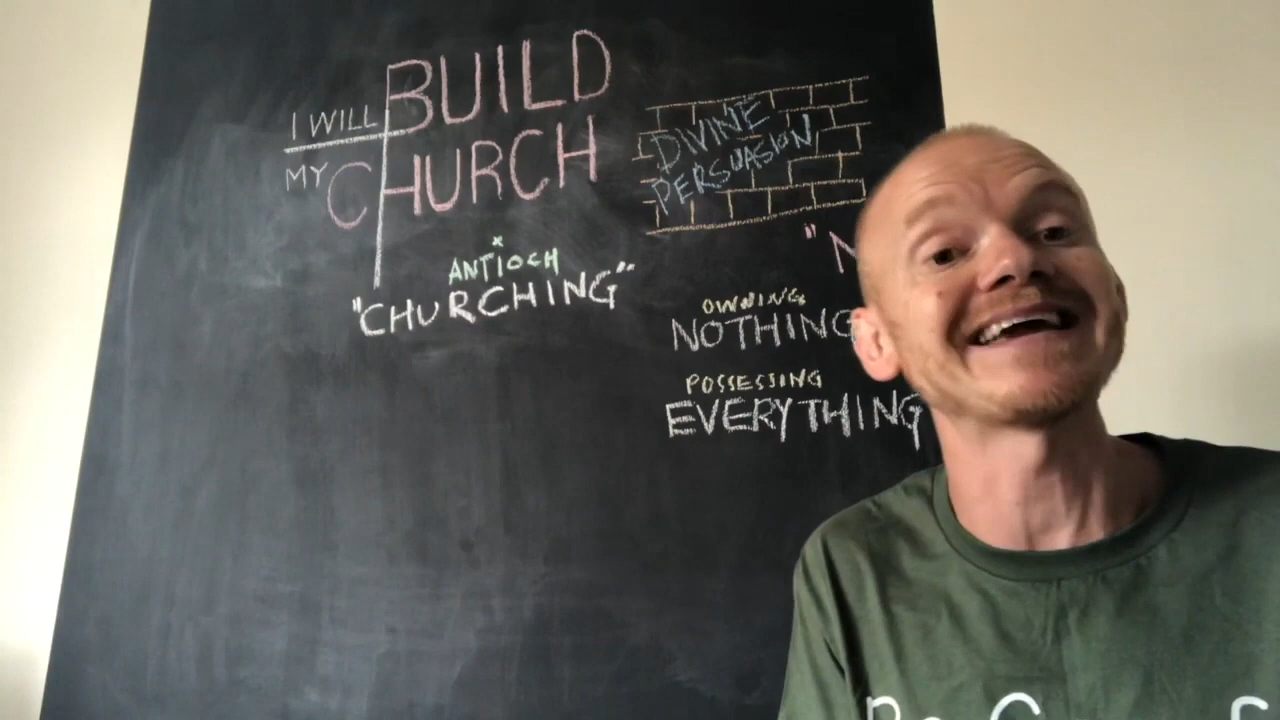 I WILL BUILD
MY CHURCH
x
ANTIOCH
"CHURCHING"
DIVINE
PERSUASION
"N
OWNING
NOTHING
POSSESSING
EVERYTHING